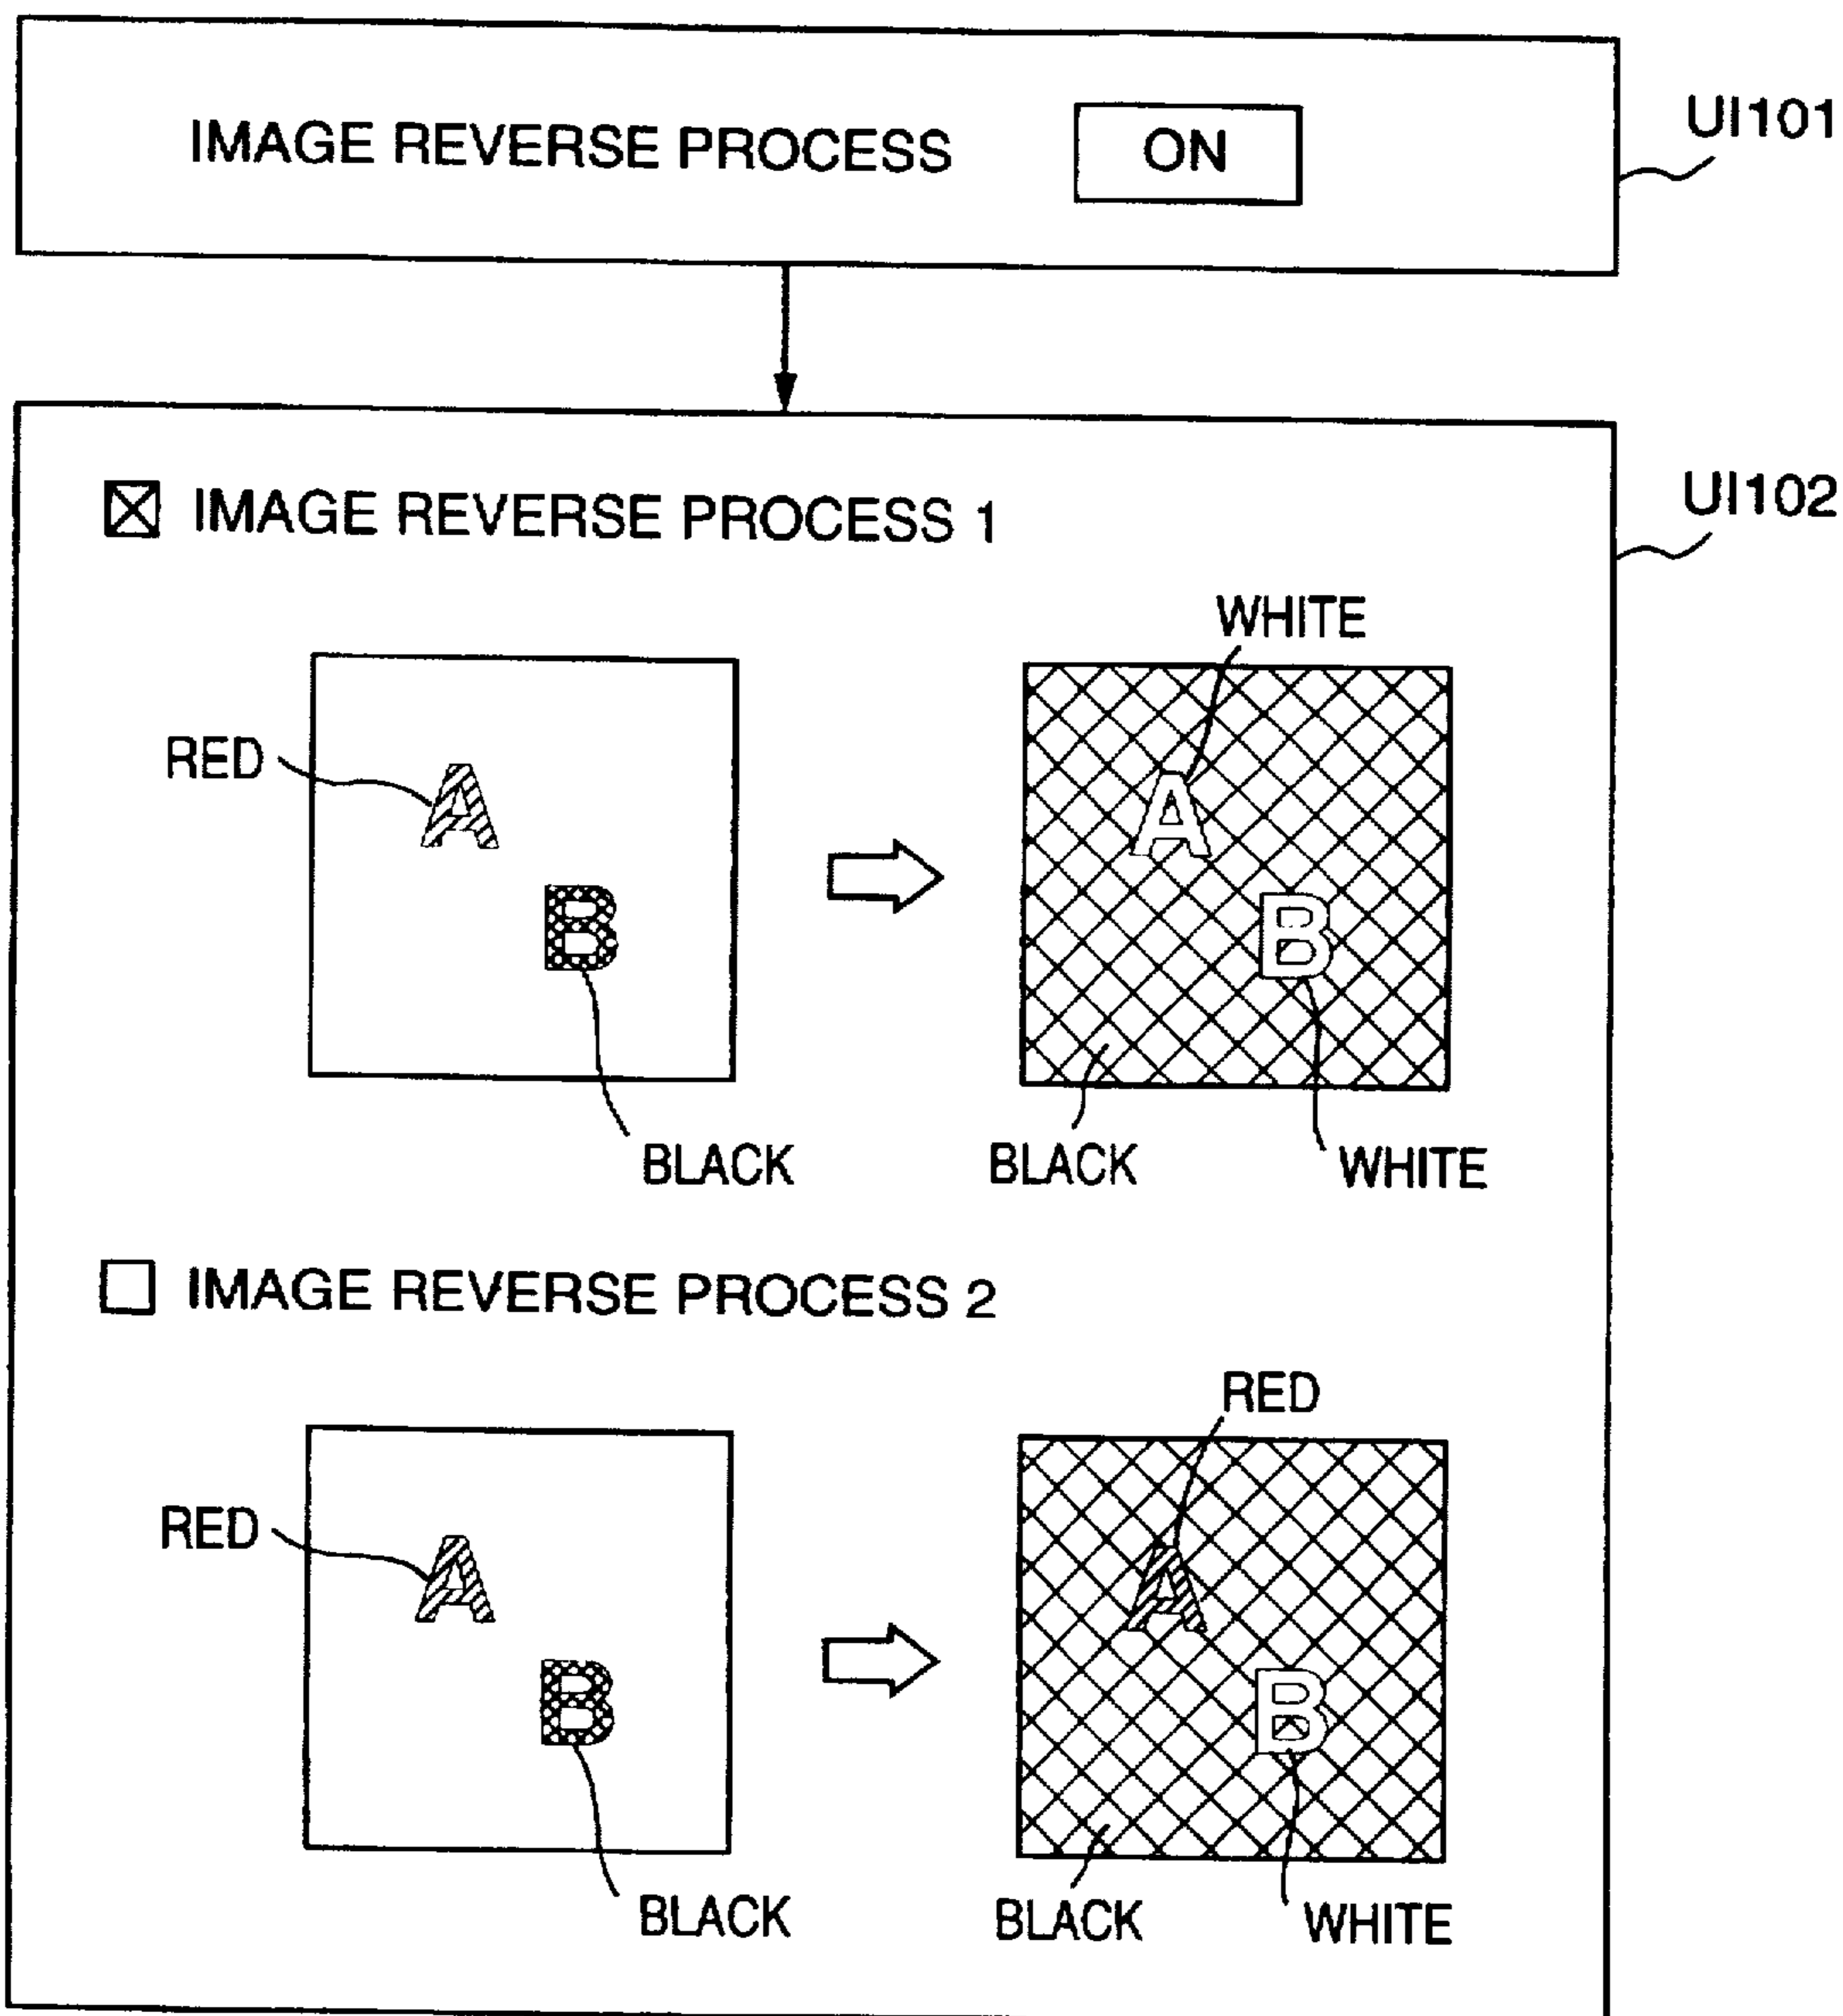 IMAGE REVERSE PROCESS ON
UI101
UI102
IMAGE REVERSE PROCESS 1
WHITE
RED
A
B
A
B
BLACK
BLACK
WHITE
IMAGE REVERSE PROCESS 2
RED
RED
A
B
A
B
BLACK
BLACK
WHITE